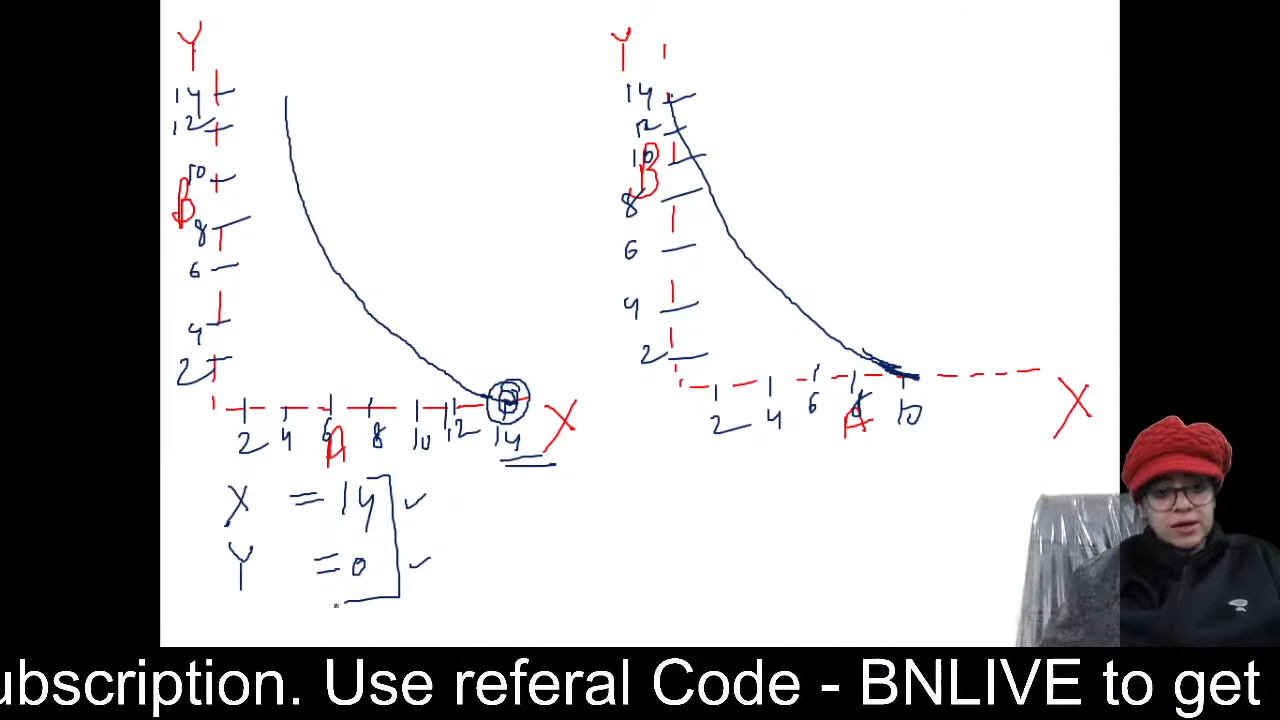 Y
14
12
10
B
8
6
4
2
2 4 6 8 10 12 14 X
A
X = 14 ✓
Y = 0 ✓
Y
14
12
10
B
8
6
4
2
2 4 6 8 10 X
A
ubscription. Use referal Code - BNLIVE to get